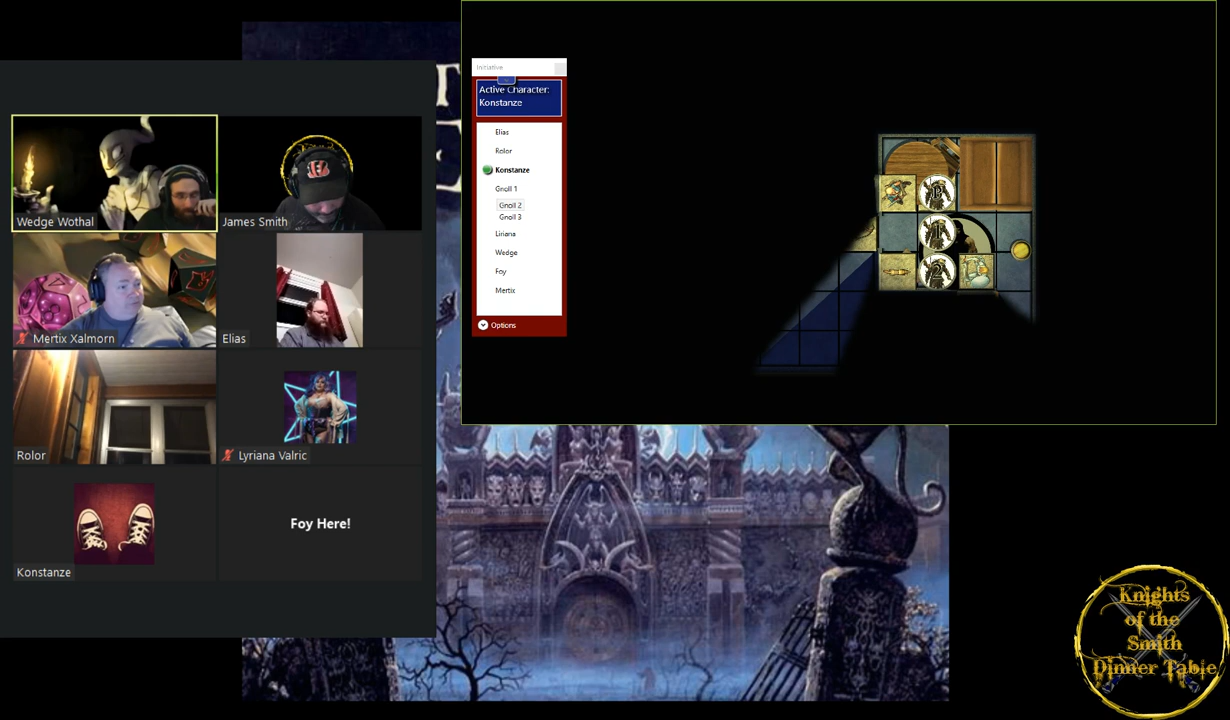 Wedge Wothal
James Smith
Mertix Xalmorn
Elias
Rolor
Lyriana Valric
Konstanze
Foy Here!
Initiative
Active Character:
Konstanze
Elias
Rolor
Konstanze
Gnoll 1
Gnoll 2
Gnoll 3
Liriana
Wedge
Foy
Mertix
Options
2
Knights
of the
Smith
Dinner Table